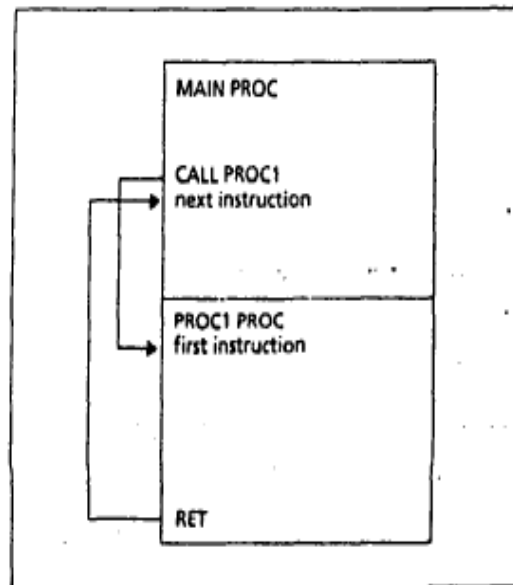 MAIN PROC
CALL PROC1
next instruction
PROC1 PROC
first instruction
RET